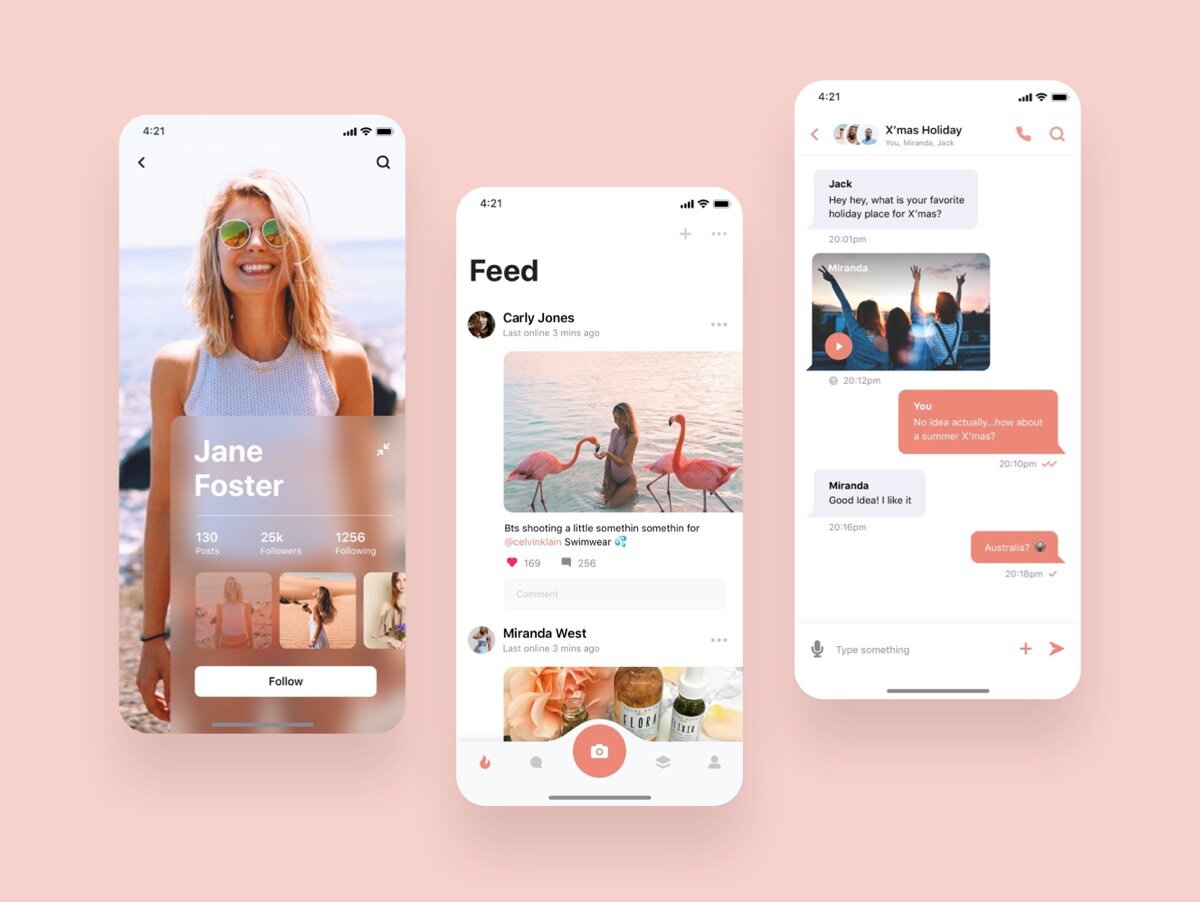 4:21
Jane
Foster
130
25k
1256
Posts
Followers
Following
Follow
4:21
Feed
Carly Jones
Last online 3 mins ago
Bts shooting a little somethin somethin for
@celvinklain Swimwear 💦
169
256
Comment
Miranda West
Last online 3 mins ago
FLORA
ELIXIR
4:21
X'mas Holiday
You, Miranda, Jack
Jack
Hey hey, what is your favorite
holiday place for X'mas?
20:01pm
Miranda
20:12pm
You
No idea actually...how about
a summer X'mas?
20:10pm
Miranda
Good Idea! I like it
20:16pm
Australia? 🐨
20:18pm
Type something